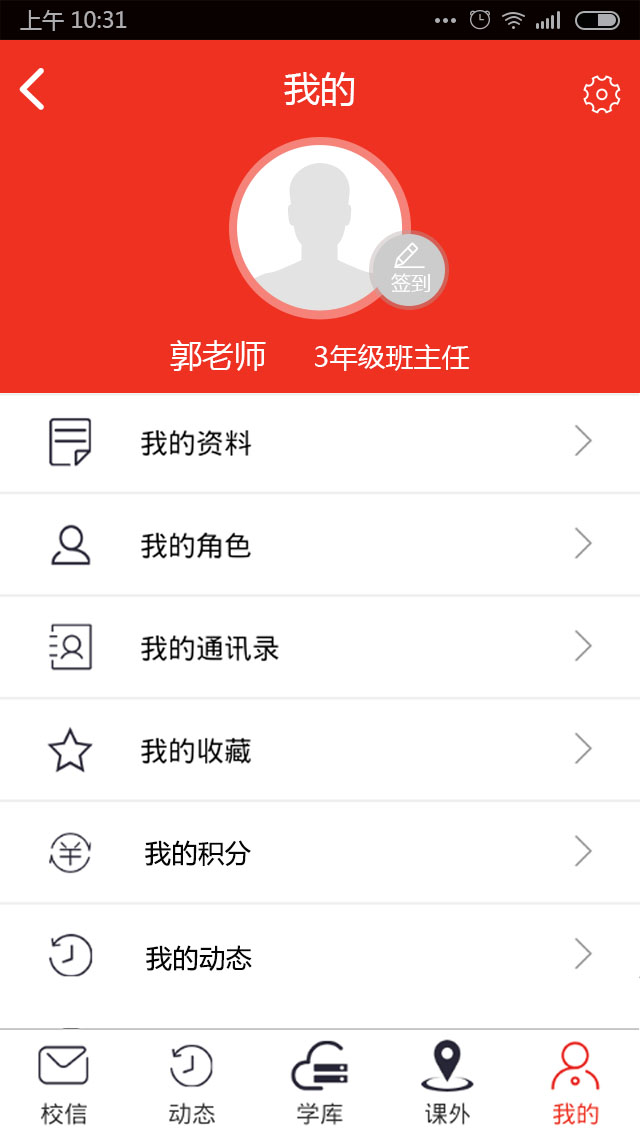 上午 10:31
我的
签到
郭老师 3年级班主任
我的资料
我的角色
我的通讯录
我的收藏
我的积分
我的动态
校信 动态 学库 课外 我的